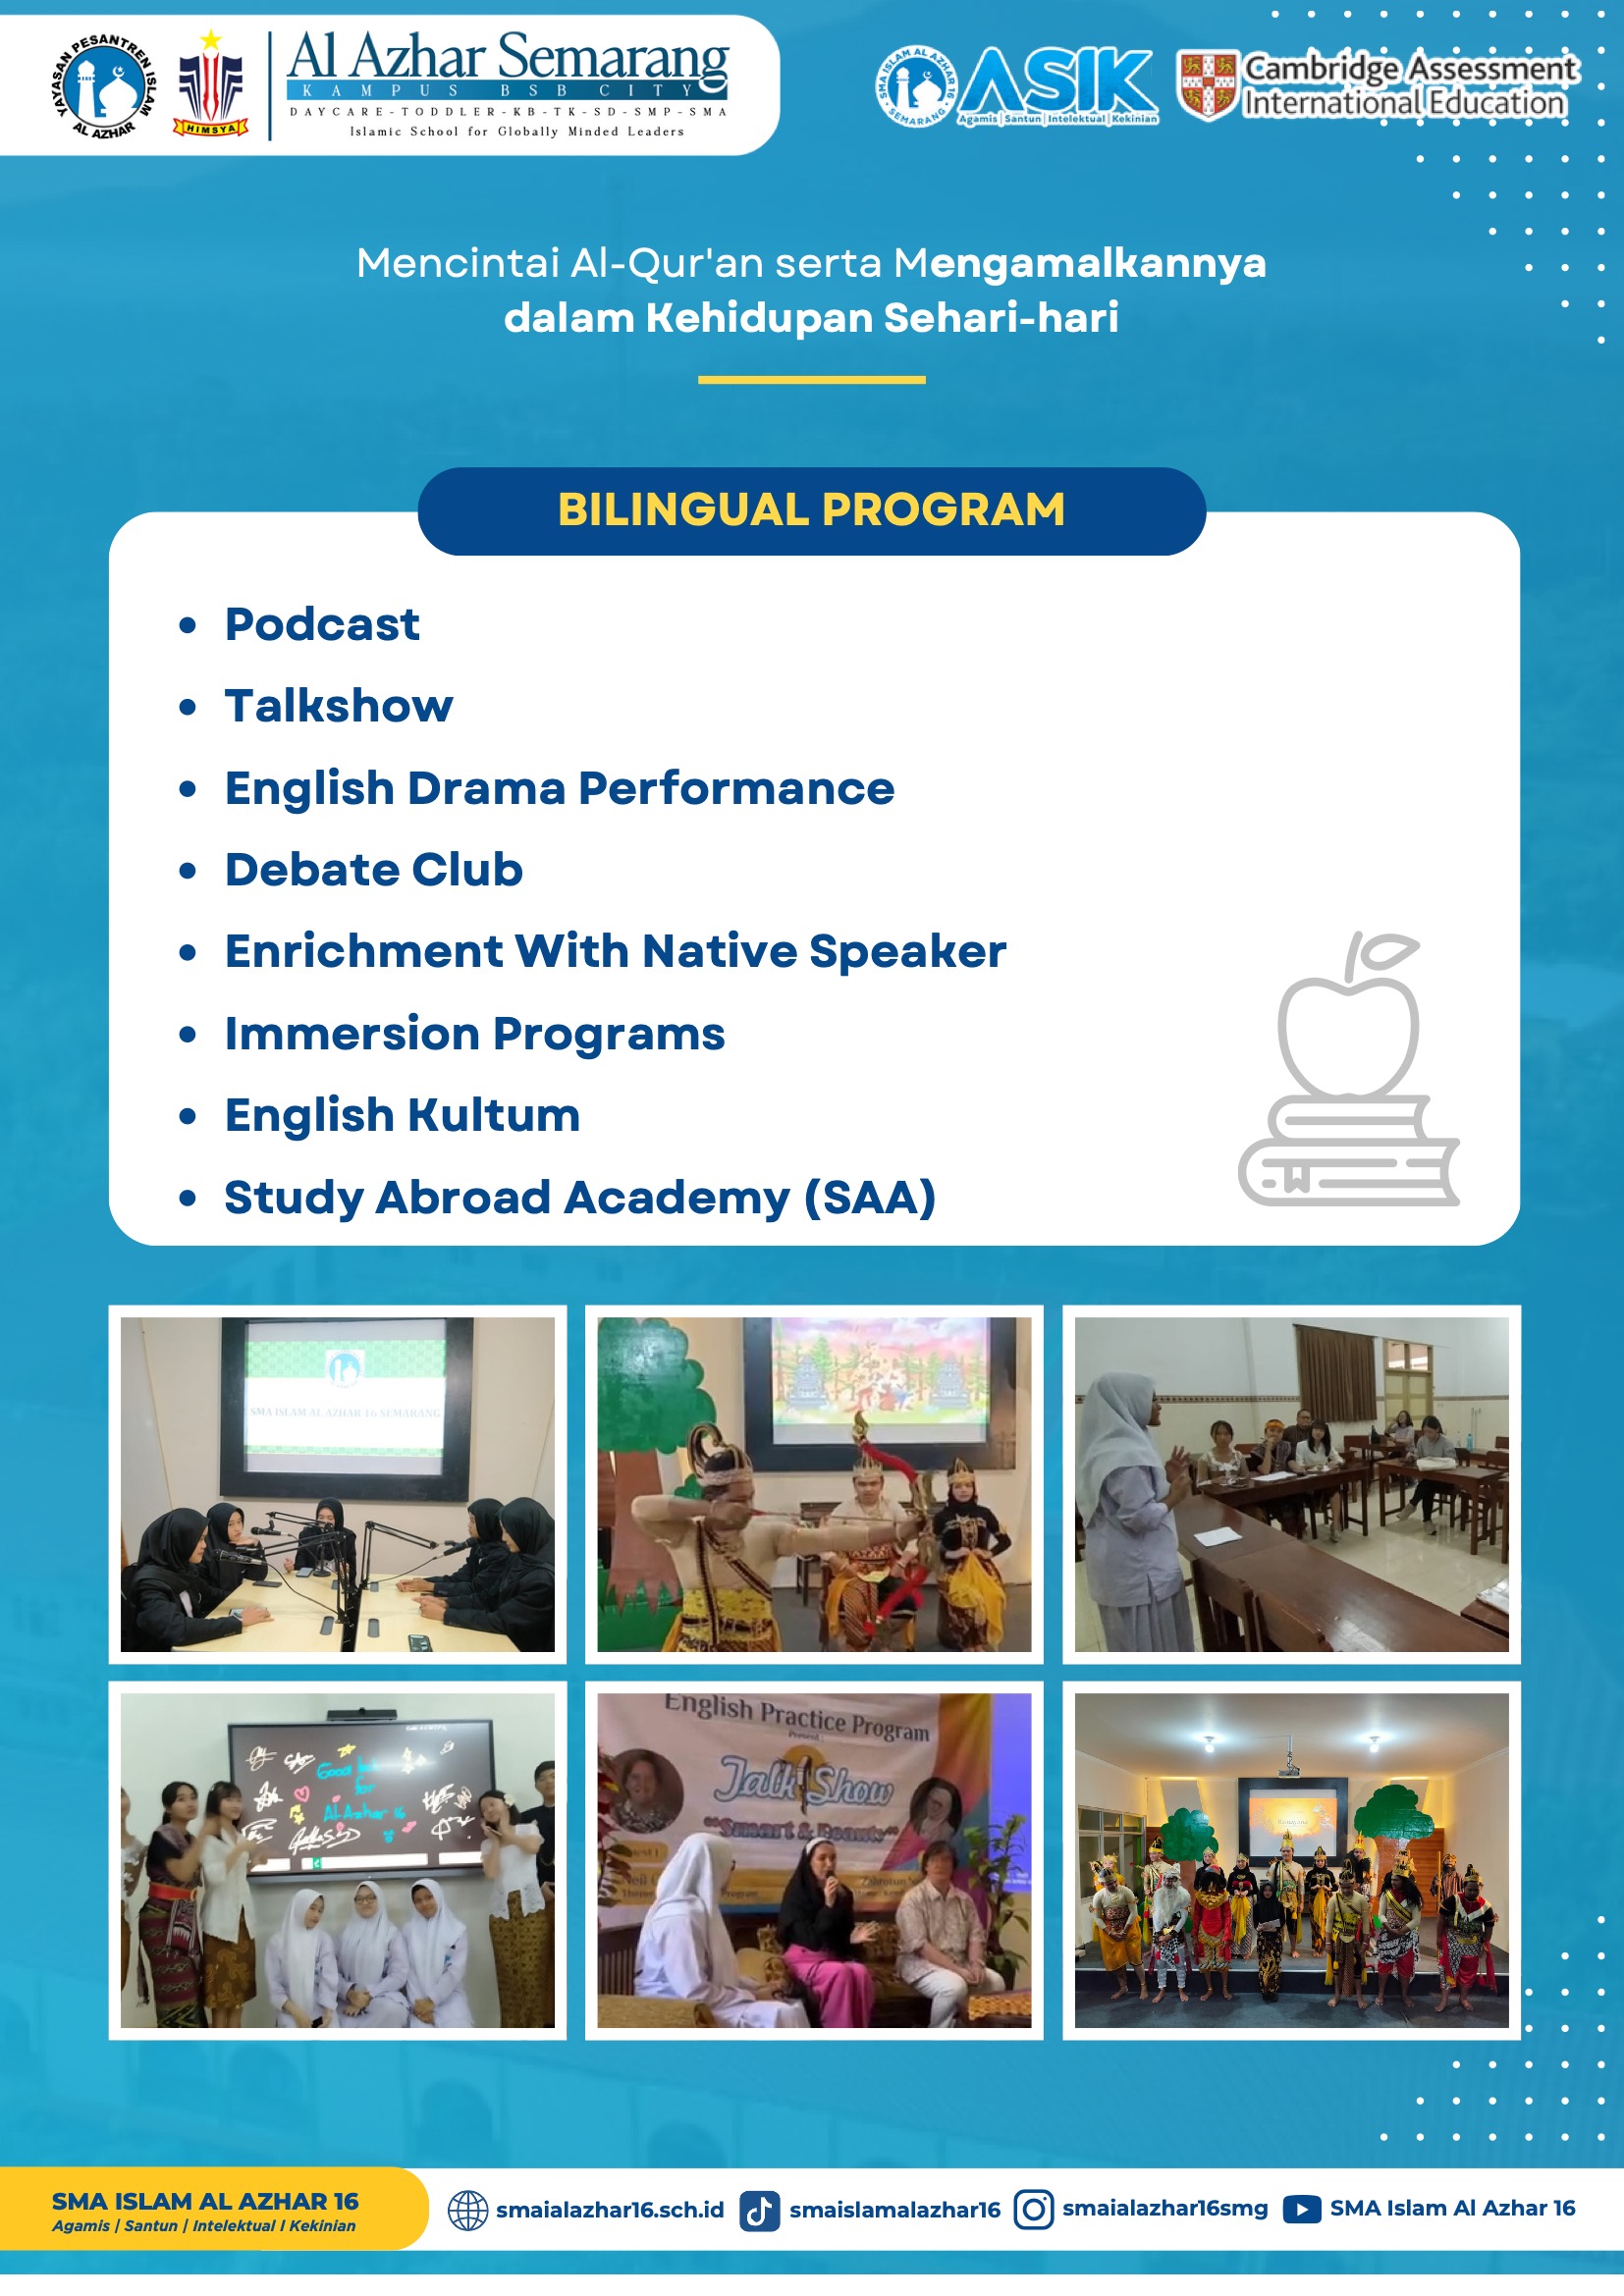 YAYASAN PESANTREN ISLAM
AL AZHAR
HIMSYA
Al Azhar Semarang
KAMPUS BSB CITY
DAYCARE-TODDLER-KB-TK-SD-SMP-SMA
Islamic School for Globally Minded Leaders
SMA ISLAM AL AZHAR 16
SEMARANG
ASIK
Agamis | Santun | Intelektual | Kekinian
Cambridge Assessment
International Education
Mencintai Al-Qur'an serta Mengamalkannya
dalam Kehidupan Sehari-hari
BILINGUAL PROGRAM
• Podcast
• Talkshow
• English Drama Performance
• Debate Club
• Enrichment With Native Speaker
• Immersion Programs
• English Kultum
• Study Abroad Academy (SAA)
SMA ISLAM AL AZHAR 16 SEMARANG
Good luck
for
Al Azhar 16
English Practice Program
Present
Talk Show
"Smart & Beauty"
Neil
Program
Zahrotun
Ramayana
SMA ISLAM AL AZHAR 16
Agamis | Santun | Intelektual I Kekinian
smaialazhar16.sch.id
smaislamalazhar16
smaialazhar16smg
SMA Islam Al Azhar 16